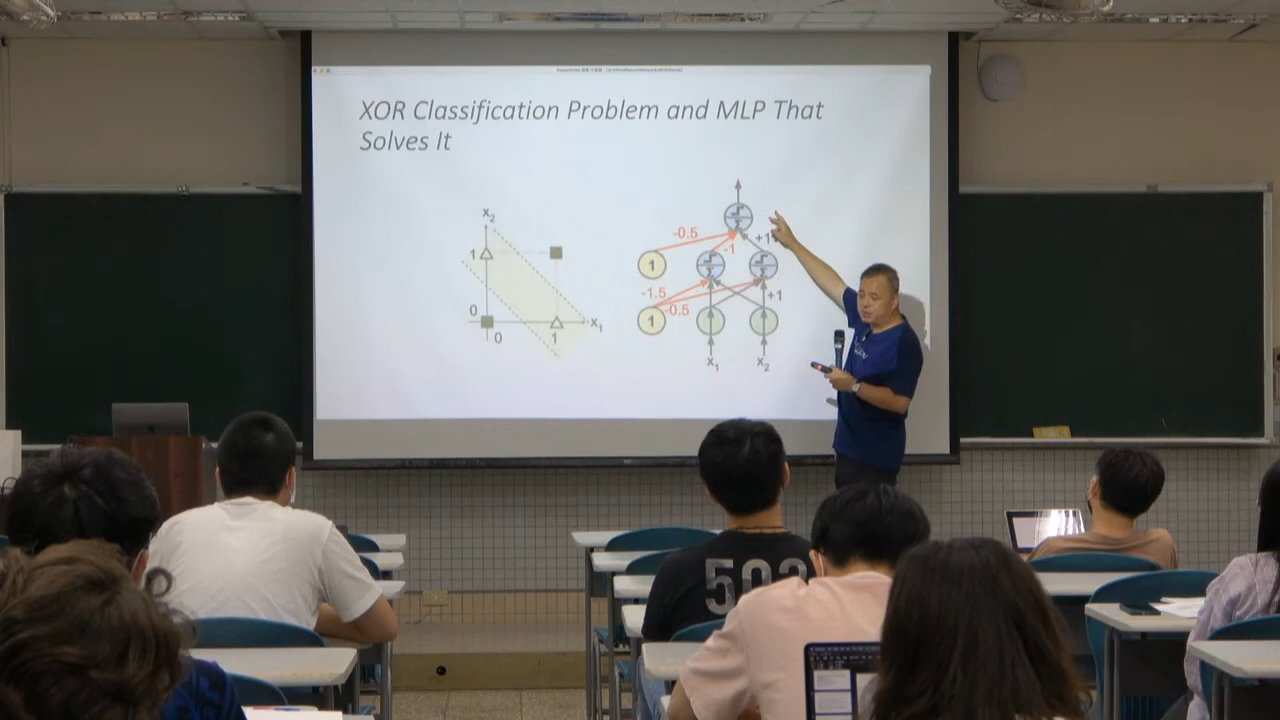 XOR Classification Problem and MLP That
Solves It
x2
1
0
0
1
x1
-0.5
-1
+1
1
-1.5
-0.5
+1
1
x1
x2
502